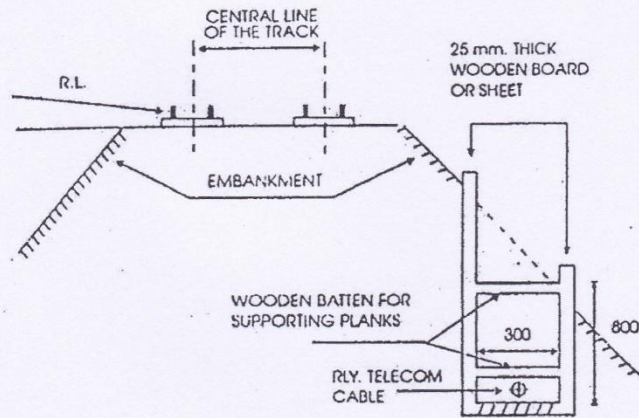 CENTRAL LINE
OF THE TRACK
25 mm. THICK
WOODEN BOARD
OR SHEET
R.L.
EMBANKMENT
WOODEN BATTEN FOR
SUPPORTING PLANKS
300
800
RLY. TELECOM
CABLE